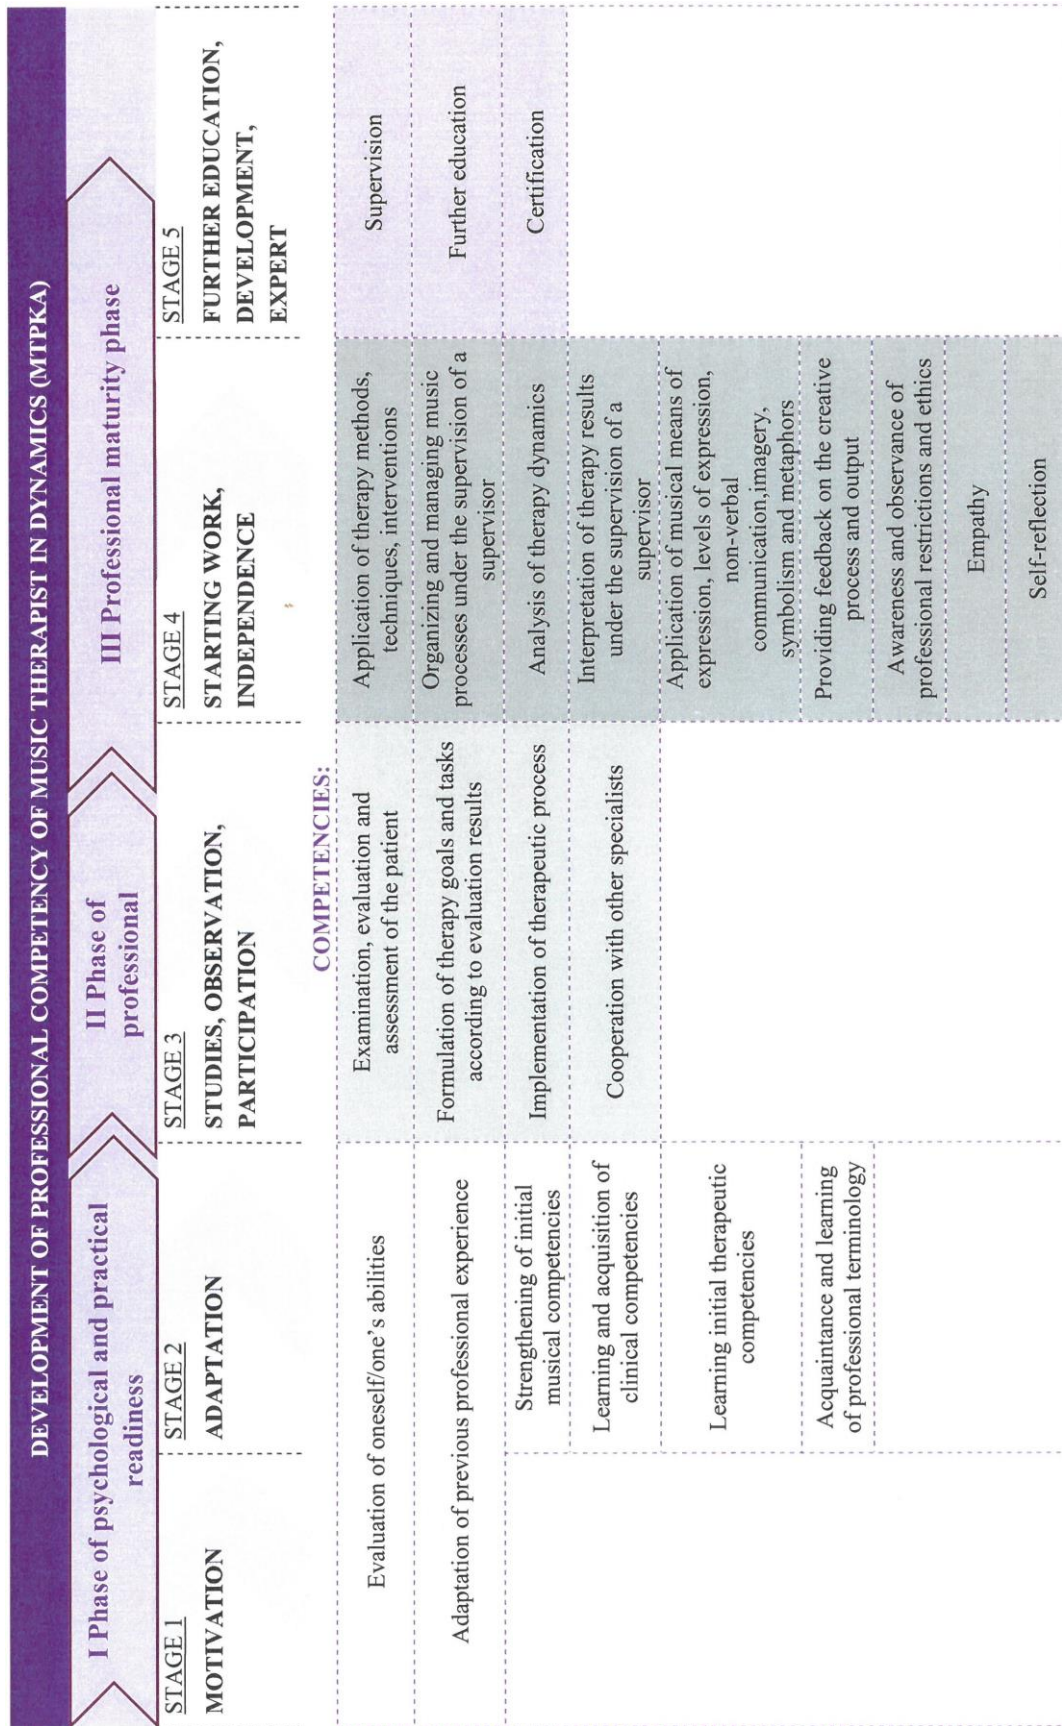 DEVELOPMENT OF PROFESSIONAL COMPETENCY OF MUSIC THERAPIST IN DYNAMICS (MTPKA)
I Phase of psychological and practical
readiness
II Phase of
professional
III Professional maturity phase
STAGE 1
MOTIVATION
STAGE 2
ADAPTATION
STAGE 3
STUDIES, OBSERVATION,
PARTICIPATION
STAGE 4
STARTING WORK,
INDEPENDENCE
STAGE 5
FURTHER EDUCATION,
DEVELOPMENT,
EXPERT
COMPETENCIES:
Evaluation of oneself/one's abilities
Adaptation of previous professional experience
Strengthening of initial
musical competencies
Learning and acquisition of
clinical competencies
Learning initial therapeutic
competencies
Acquaintance and learning
of professional terminology
Examination, evaluation and
assessment of the patient
Formulation of therapy goals and tasks
according to evaluation results
Implementation of therapeutic process
Cooperation with other specialists
Application of therapy methods,
techniques, interventions
Organizing and managing music
processes under the supervision of a
supervisor
Analysis of therapy dynamics
Interpretation of therapy results
under the supervision of a
supervisor
Application of musical means of
expression, levels of expression,
non-verbal
communication,imagery,
symbolism and metaphors
Providing feedback on the creative
process and output
Awareness and observance of
professional restrictions and ethics
Empathy
Self-reflection
Supervision
Further education
Certification